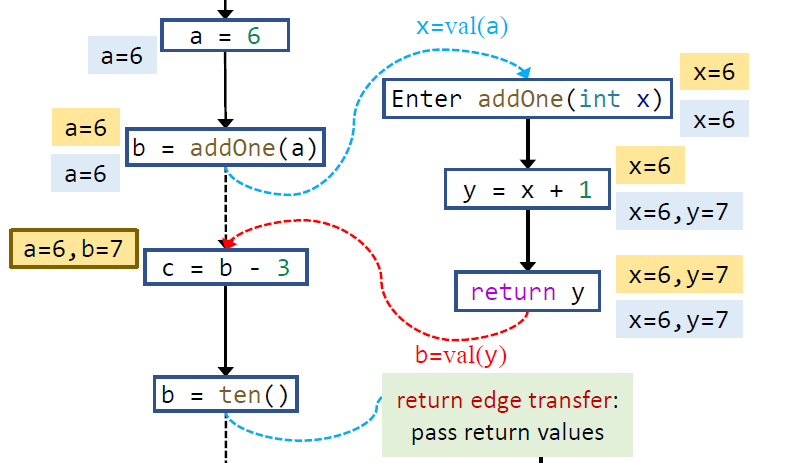 a = 6
a=6
a=6
b = addOne(a)
a=6
a=6,b=7
c = b - 3
b = ten()
x=val(a)
Enter addOne(int x)
x=6
x=6
y = x + 1
x=6
x=6,y=7
return y
x=6,y=7
x=6,y=7
b=val(y)
return edge transfer:
pass return values